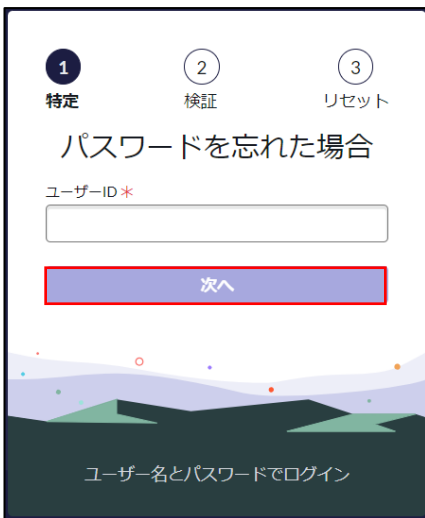 1
2
3
特定
検証
リセット
パスワードを忘れた場合
ユーザーID*
次へ
ユーザー名とパスワードでログイン